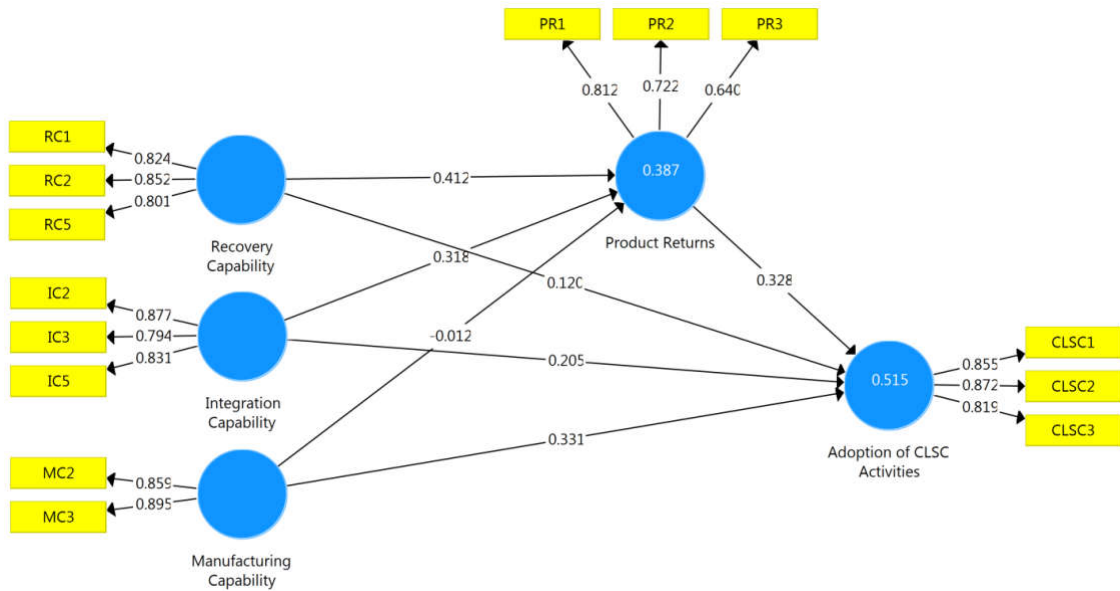 PR1 PR2 PR3
0.812 0.722 0.640
RC1
RC2
RC5
0.824
0.852
0.801
Recovery
Capability
0.412
0.387
Product Returns
0.318
0.120
0.328
IC2
IC3
IC5
0.877
0.794
0.831
Integration
Capability
-0.012
0.205
0.331
0.515
Adoption of CLSC
Activities
0.855
0.872
0.819
CLSC1
CLSC2
CLSC3
MC2
MC3
0.859
0.895
Manufacturing
Capability